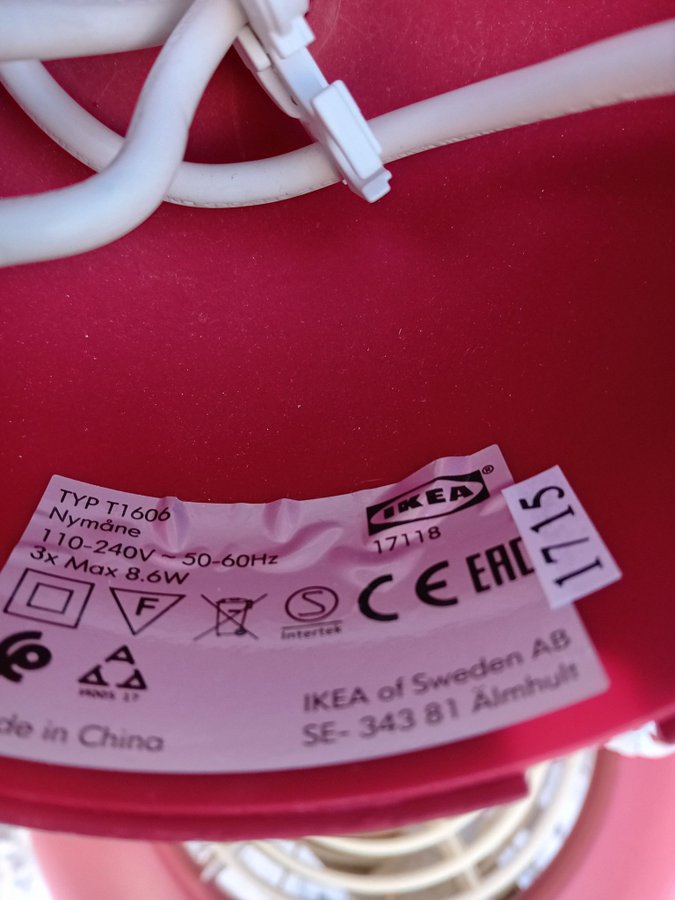 TYP T1606
Nymåne
110-240V ~ 50-60Hz
3x Max 8.6W
IKEA®
17118
1715
F
S
Intertek
CE EAC
IKEA of Sweden AB
SE- 343 81 Älmhult
de in China